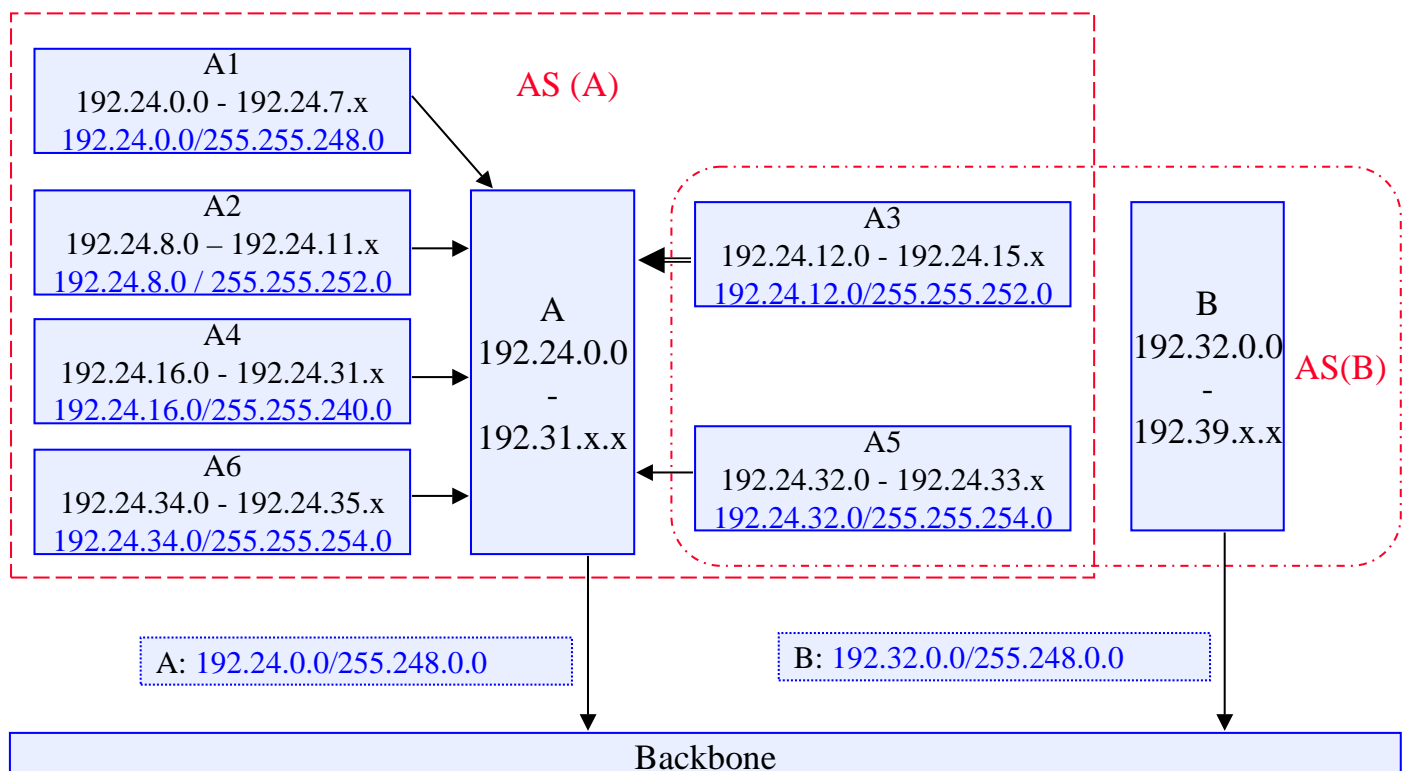 A1
192.24.0.0 - 192.24.7.x
192.24.0.0/255.255.248.0
AS (A)
A2
192.24.8.0 – 192.24.11.x
192.24.8.0 / 255.255.252.0
A4
192.24.16.0 - 192.24.31.x
192.24.16.0/255.255.240.0
A6
192.24.34.0 - 192.24.35.x
192.24.34.0/255.255.254.0
A
192.24.0.0
-
192.31.x.x
A3
192.24.12.0 - 192.24.15.x
192.24.12.0/255.255.252.0
A5
192.24.32.0 - 192.24.33.x
192.24.32.0/255.255.254.0
B
192.32.0.0
-
192.39.x.x
AS(B)
A: 192.24.0.0/255.248.0.0
B: 192.32.0.0/255.248.0.0
Backbone